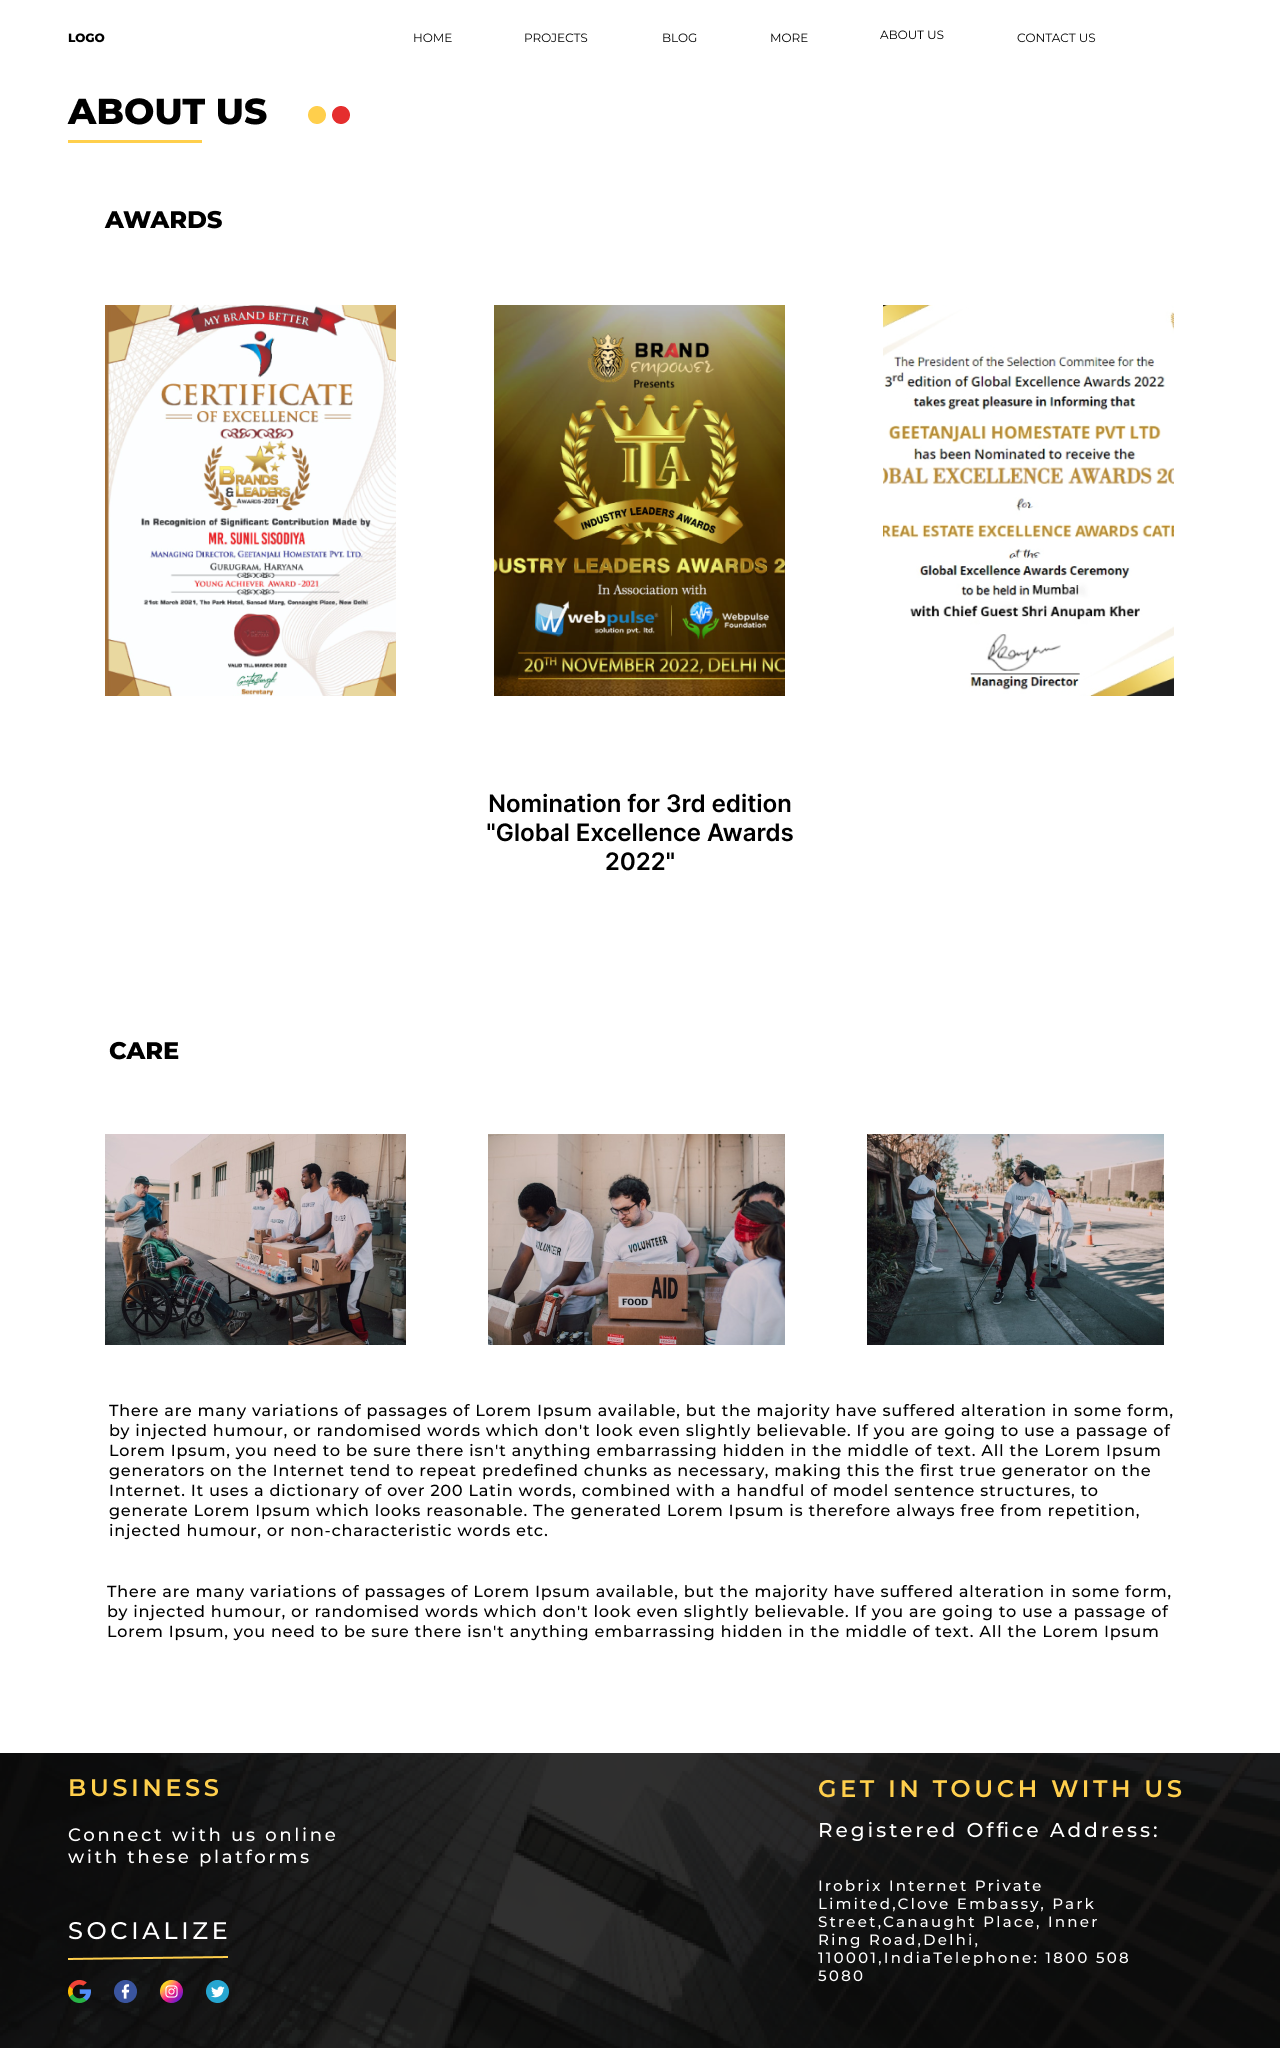 LOGO
HOME
PROJECTS
BLOG
MORE
ABOUT US
CONTACT US
ABOUT US
AWARDS
MY BRAND BETTER
CERTIFICATE
OF EXCELLENCE
BRANDS
& LEADERS
AWARDS-2021
In Recognition of Significant Contribution Made by
MR. SUNIL SISODIYA
MANAGING DIRECTOR, GEETANJALI HOMESTATE PVT. LTD.
GURUGRAM, HARYANA
YOUNG ACHIEVER AWARD -2021
21st March 2021, The Park Hotel, Sansad Marg, Connaught Place, New Delhi
VALID TILL MARCH 2022
Secretary
BRAND
empower
Presents
ILA
INDUSTRY LEADERS AWARDS
DUSTRY LEADERS AWARDS 2
In Association with
webpulse
solution pvt. ltd.
Webpulse
Foundation
20TH NOVEMBER 2022, DELHI NC
The President of the Selection Commitee for the
3rd edition of Global Excellence Awards 2022
takes great pleasure in Informing that
GEETANJALI HOMESTATE PVT LTD
has been Nominated to receive the
OBAL EXCELLENCE AWARDS 20
for
REAL ESTATE EXCELLENCE AWARDS CATE
at the
Global Excellence Awards Ceremony
to be held in Mumbai
with Chief Guest Shri Anupam Kher
Managing Director
Nomination for 3rd edition
"Global Excellence Awards
2022"
CARE
VOLUNTEER
VOLUNTEER
AID
FOOD
There are many variations of passages of Lorem Ipsum available, but the majority have suffered alteration in some form,
by injected humour, or randomised words which don't look even slightly believable. If you are going to use a passage of
Lorem Ipsum, you need to be sure there isn't anything embarrassing hidden in the middle of text. All the Lorem Ipsum
generators on the Internet tend to repeat predefined chunks as necessary, making this the first true generator on the
Internet. It uses a dictionary of over 200 Latin words, combined with a handful of model sentence structures, to
generate Lorem Ipsum which looks reasonable. The generated Lorem Ipsum is therefore always free from repetition,
injected humour, or non-characteristic words etc.
There are many variations of passages of Lorem Ipsum available, but the majority have suffered alteration in some form,
by injected humour, or randomised words which don't look even slightly believable. If you are going to use a passage of
Lorem Ipsum, you need to be sure there isn't anything embarrassing hidden in the middle of text. All the Lorem Ipsum
BUSINESS
Connect with us online
with these platforms
SOCIALIZE
GET IN TOUCH WITH US
Registered Office Address:
Irobrix Internet Private
Limited,Clove Embassy, Park
Street,Canaught Place, Inner
Ring Road,Delhi,
110001,IndiaTelephone: 1800 508
5080